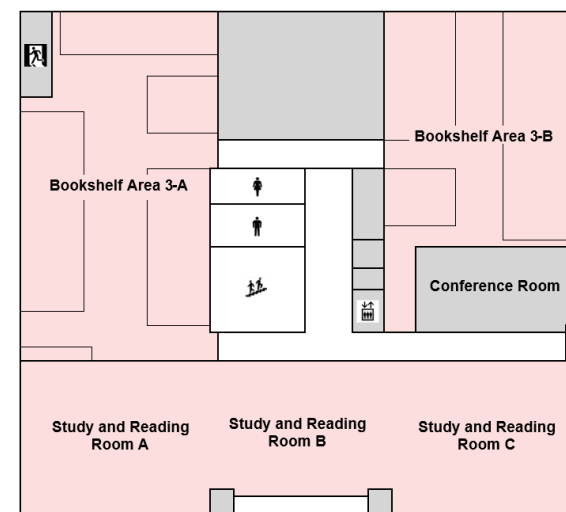 Bookshelf Area 3-B
Bookshelf Area 3-A
Conference Room
Study and Reading
Room A
Study and Reading
Room B
Study and Reading
Room C